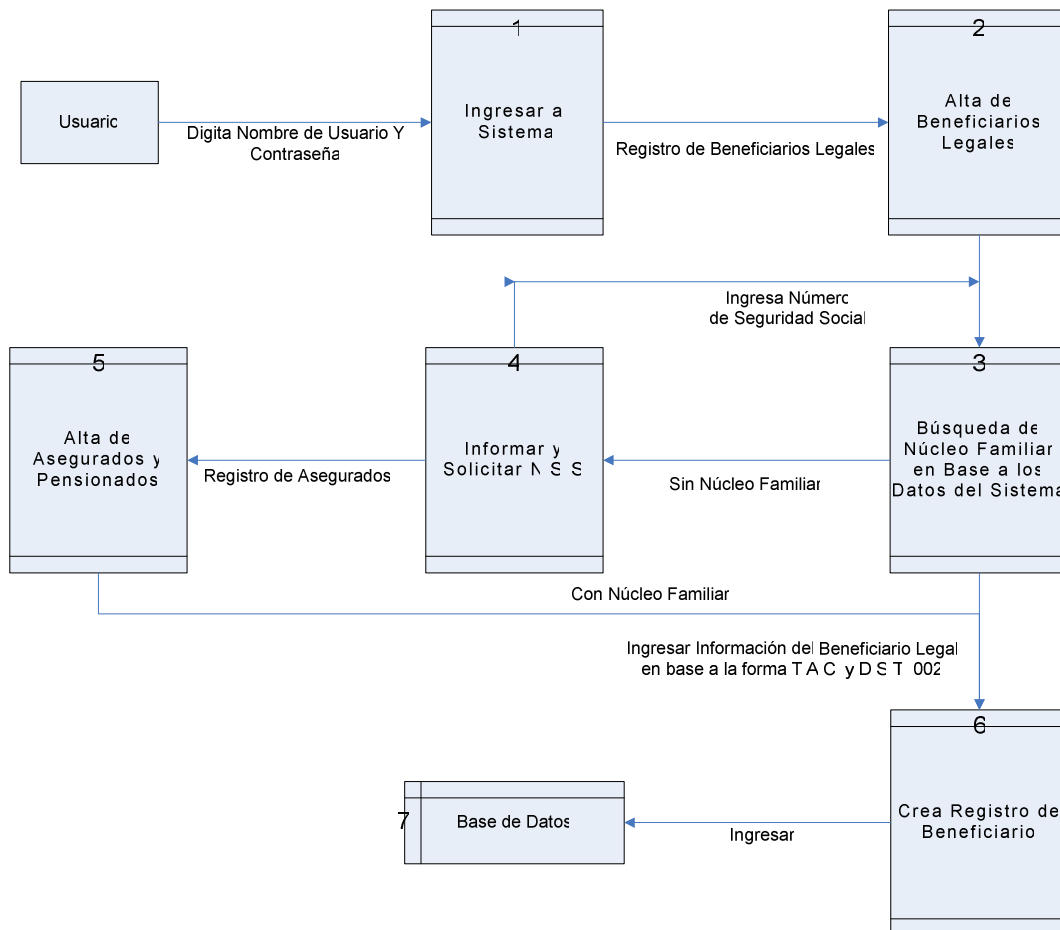 1
2
Usuario
Digita Nombre de Usuario Y
Contraseña
Ingresar a
Sistema
Registro de Beneficiarios Legales
Alta de
Beneficiarios
Legales
Ingresa Número
de Seguridad Social
5
4
3
Alta de
Asegurados y
Pensionados
Registro de Asegurados
Informar y
Solicitar N S S
Sin Núcleo Familiar
Búsqueda de
Núcleo Familiar
en Base a los
Datos del Sistema
Con Núcleo Familiar
Ingresar Información del Beneficiario Legal
en base a la forma T A C y D S T 002
6
7
Base de Datos
Ingresar
Crea Registro de
Beneficiario